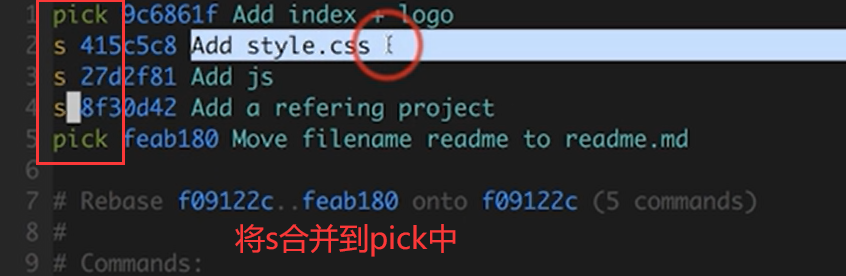 1 pick 9c6861f Add index + logo
2 s 415c5c8 Add style.css
3 s 27d2f81 Add js
4 s 8f30d42 Add a refering project
5 pick feab180 Move filename readme to readme.md
6
7 # Rebase f09122c..feab180 onto f09122c (5 commands)
8 #
将s合并到pick中
9 # Commands: